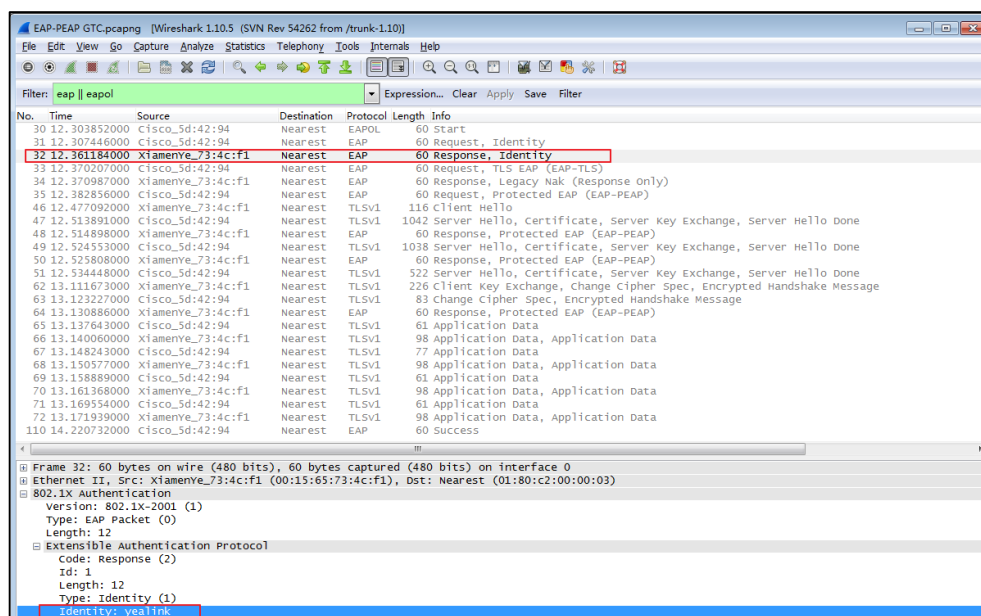 EAP-PEAP GTC.pcapng [Wireshark 1.10.5 (SVN Rev 54262 from /trunk-1.10)]
File Edit View Go Capture Analyze Statistics Telephony Tools Internals Help
Filter: eap || eapol Expression... Clear Apply Save Filter
No. Time Source Destination Protocol Length Info
30 12.303852000 Cisco_5d:42:94 Nearest EAPOL 60 Start
31 12.307446000 Cisco_5d:42:94 Nearest EAP 60 Request, Identity
32 12.361184000 XiamenYe_73:4c:f1 Nearest EAP 60 Response, Identity
33 12.370207000 Cisco_5d:42:94 Nearest EAP 60 Request, TLS EAP (EAP-TLS)
34 12.370987000 XiamenYe_73:4c:f1 Nearest EAP 60 Response, Legacy Nak (Response Only)
35 12.382856000 Cisco_5d:42:94 Nearest EAP 60 Request, Protected EAP (EAP-PEAP)
46 12.477092000 XiamenYe_73:4c:f1 Nearest TLSv1 116 Client Hello
47 12.513891000 Cisco_5d:42:94 Nearest TLSv1 1042 Server Hello, Certificate, Server Key Exchange, Server Hello Done
48 12.514898000 XiamenYe_73:4c:f1 Nearest EAP 60 Response, Protected EAP (EAP-PEAP)
49 12.524553000 Cisco_5d:42:94 Nearest TLSv1 1038 Server Hello, Certificate, Server Key Exchange, Server Hello Done
50 12.525808000 XiamenYe_73:4c:f1 Nearest EAP 60 Response, Protected EAP (EAP-PEAP)
51 12.534448000 Cisco_5d:42:94 Nearest TLSv1 522 Server Hello, Certificate, Server Key Exchange, Server Hello Done
62 13.111673000 XiamenYe_73:4c:f1 Nearest TLSv1 226 Client Key Exchange, Change Cipher Spec, Encrypted Handshake Message
63 13.123227000 Cisco_5d:42:94 Nearest TLSv1 83 Change Cipher Spec, Encrypted Handshake Message
64 13.130886000 XiamenYe_73:4c:f1 Nearest EAP 60 Response, Protected EAP (EAP-PEAP)
65 13.137643000 Cisco_5d:42:94 Nearest TLSv1 61 Application Data
66 13.140060000 XiamenYe_73:4c:f1 Nearest TLSv1 98 Application Data, Application Data
67 13.148243000 Cisco_5d:42:94 Nearest TLSv1 77 Application Data
68 13.150577000 XiamenYe_73:4c:f1 Nearest TLSv1 98 Application Data, Application Data
69 13.158889000 Cisco_5d:42:94 Nearest TLSv1 61 Application Data
70 13.161368000 XiamenYe_73:4c:f1 Nearest TLSv1 98 Application Data, Application Data
71 13.169554000 Cisco_5d:42:94 Nearest TLSv1 61 Application Data
72 13.171939000 XiamenYe_73:4c:f1 Nearest TLSv1 98 Application Data, Application Data
110 14.220732000 Cisco_5d:42:94 Nearest EAP 60 Success
Frame 32: 60 bytes on wire (480 bits), 60 bytes captured (480 bits) on interface 0
Ethernet II, Src: XiamenYe_73:4c:f1 (00:15:65:73:4c:f1), Dst: Nearest (01:80:c2:00:00:03)
802.1X Authentication
Version: 802.1X-2001 (1)
Type: EAP Packet (0)
Length: 12
Extensible Authentication Protocol
Code: Response (2)
Id: 1
Length: 12
Type: Identity (1)
Identity: yealink